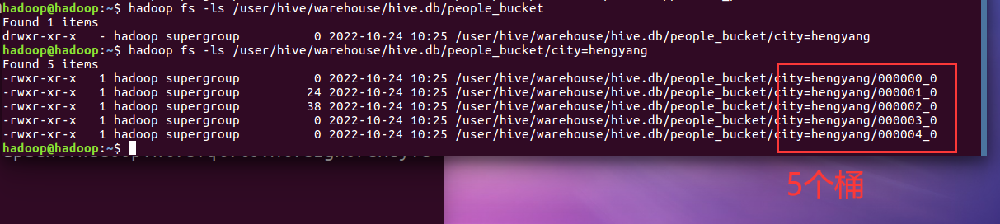 hadoop@hadoop:~$ hadoop fs -ls /user/hive/warehouse/hive.db/people_bucket
Found 1 items
drwxr-xr-x   - hadoop supergroup          0 2022-10-24 10:25 /user/hive/warehouse/hive.db/people_bucket/city=hengyang
hadoop@hadoop:~$ hadoop fs -ls /user/hive/warehouse/hive.db/people_bucket/city=hengyang
Found 5 items
-rwxr-xr-x   1 hadoop supergroup          0 2022-10-24 10:25 /user/hive/warehouse/hive.db/people_bucket/city=hengyang/000000_0
-rwxr-xr-x   1 hadoop supergroup         24 2022-10-24 10:25 /user/hive/warehouse/hive.db/people_bucket/city=hengyang/000001_0
-rwxr-xr-x   1 hadoop supergroup         38 2022-10-24 10:25 /user/hive/warehouse/hive.db/people_bucket/city=hengyang/000002_0
-rwxr-xr-x   1 hadoop supergroup          0 2022-10-24 10:25 /user/hive/warehouse/hive.db/people_bucket/city=hengyang/000003_0
-rwxr-xr-x   1 hadoop supergroup          0 2022-10-24 10:25 /user/hive/warehouse/hive.db/people_bucket/city=hengyang/000004_0
hadoop@hadoop:~$
5个桶